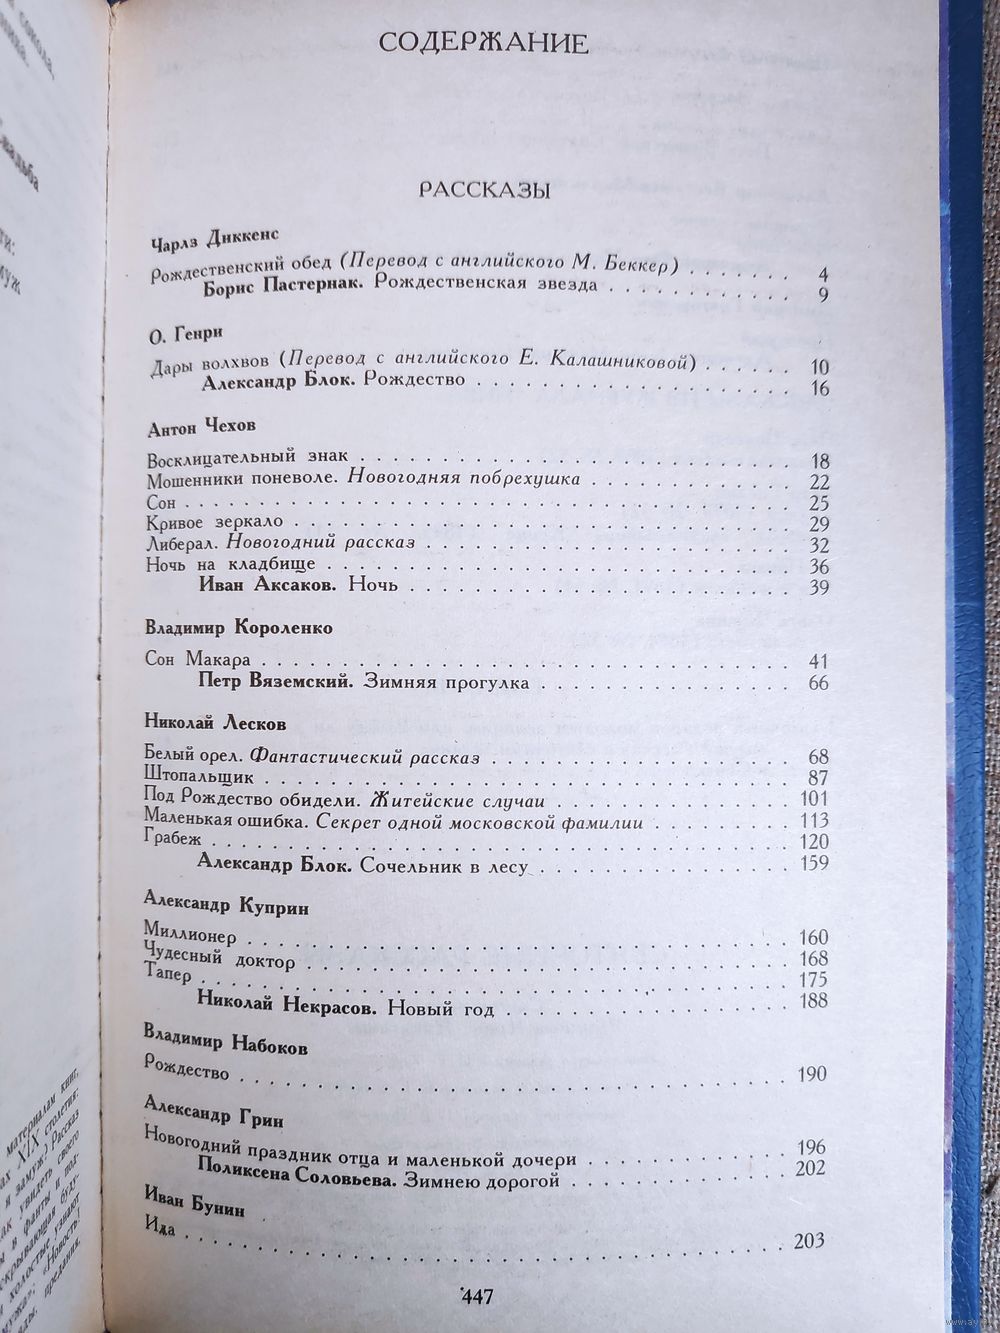 СОДЕРЖАНИЕ
РАССКАЗЫ
Чарлз Диккенс
Рождественский обед (Перевод с английского М. Беккер) . . . . . . 4
Борис Пастернак. Рождественская звезда . . . . . . . . . . 9
О. Генри
Дары волхвов (Перевод с английского Е. Калашниковой) . . . . . . 10
Александр Блок. Рождество . . . . . . . . . . . . . . . . 16
Антон Чехов
Восклицательный знак . . . . . . . . . . . . . . . . . . . . . . 18
Мошенники поневоле. Новогодняя побрехушка . . . . . . . . . . . 22
Сон . . . . . . . . . . . . . . . . . . . . . . . . . . . . . . 25
Кривое зеркало . . . . . . . . . . . . . . . . . . . . . . . . . 29
Либерал. Новогодний рассказ . . . . . . . . . . . . . . . . . . 32
Ночь на кладбище . . . . . . . . . . . . . . . . . . . . . . . . 36
Иван Аксаков. Ночь . . . . . . . . . . . . . . . . . . . . 39
Владимир Короленко
Сон Макара . . . . . . . . . . . . . . . . . . . . . . . . . . . 41
Петр Вяземский. Зимняя прогулка . . . . . . . . . . . . . 66
Николай Лесков
Белый орел. Фантастический рассказ . . . . . . . . . . . . . . . 68
Штопальщик . . . . . . . . . . . . . . . . . . . . . . . . . . . 87
Под Рождество обидели. Житейские случаи . . . . . . . . . . . . 101
Маленькая ошибка. Секрет одной московской фамилии . . . . . . . 113
Грабеж . . . . . . . . . . . . . . . . . . . . . . . . . . . . . 120
Александр Блок. Сочельник в лесу . . . . . . . . . . . . . 159
Александр Куприн
Миллионер . . . . . . . . . . . . . . . . . . . . . . . . . . . 160
Чудесный доктор . . . . . . . . . . . . . . . . . . . . . . . . 168
Тапер . . . . . . . . . . . . . . . . . . . . . . . . . . . . . 175
Николай Некрасов. Новый год . . . . . . . . . . . . . . . 188
Владимир Набоков
Рождество . . . . . . . . . . . . . . . . . . . . . . . . . . . 190
Александр Грин
Новогодний праздник отца и маленькой дочери . . . . . . . . . . 196
Поликсена Соловьева. Зимнею дорогой . . . . . . . . . . . 202
Иван Бунин
Ида . . . . . . . . . . . . . . . . . . . . . . . . . . . . . . 203
447